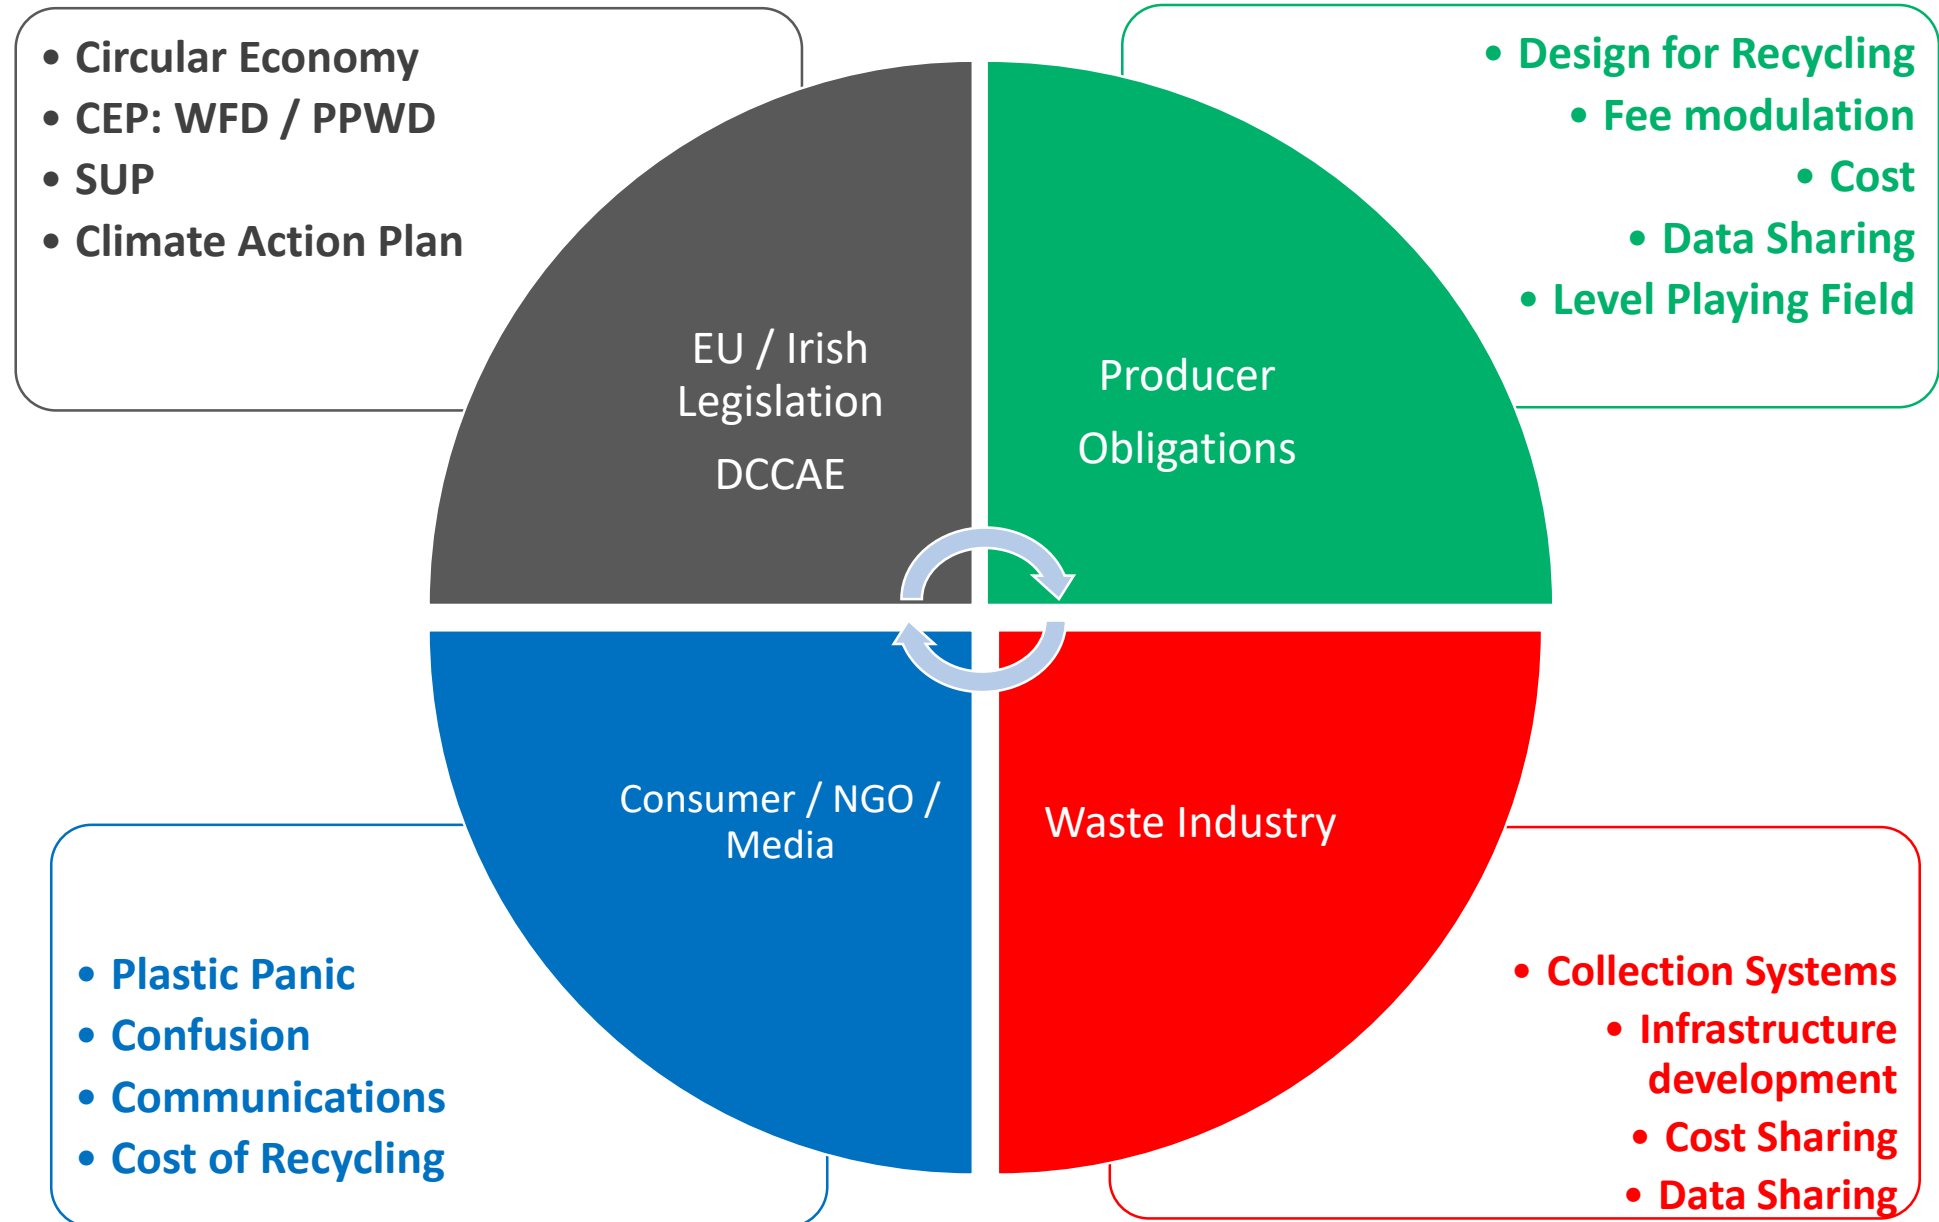 • Circular Economy
• CEP: WFD / PPWD
• SUP
• Climate Action Plan
• Design for Recycling
• Fee modulation
• Cost
• Data Sharing
• Level Playing Field
EU / Irish
Legislation
DCCAE
Producer
Obligations
Consumer / NGO /
Media
Waste Industry
• Plastic Panic
• Confusion
• Communications
• Cost of Recycling
• Collection Systems
• Infrastructure
development
• Cost Sharing
• Data Sharing